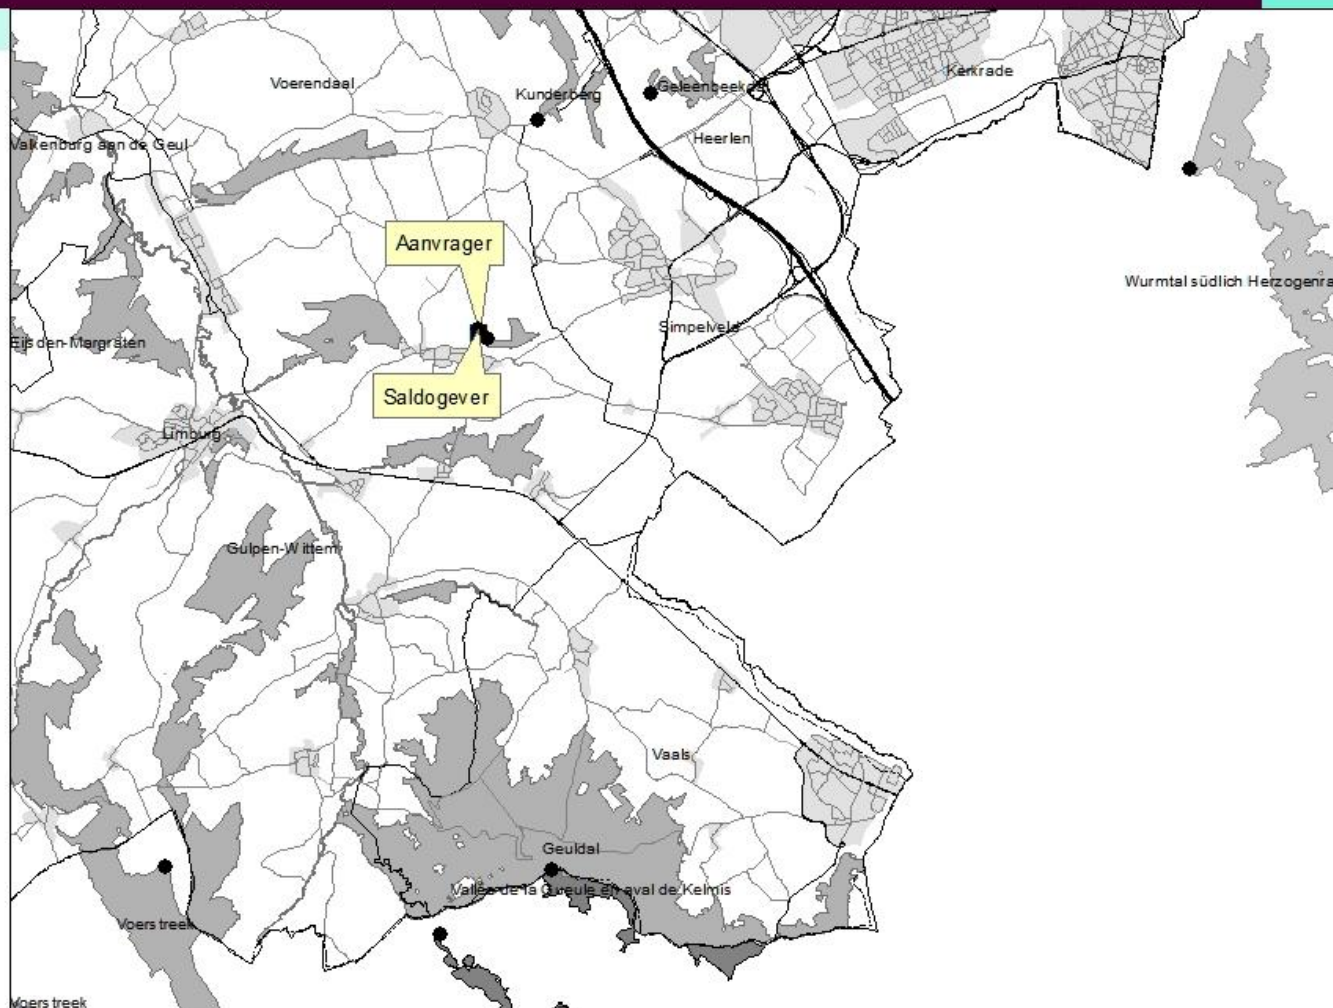 Kerkrade
Voerendaal
Geleenbeeka
Kunderberg
Heerlen
Valkenburg aan de Geul
Aanvrager
Wurmtal südlich Herzogenra
Simpelveld
Eijsden-Margraten
Saldogever
Limburg
Gulpen-Wittem
Vaals
Geuldal
Vallée de la Gueule en aval de Kelmis
Voerstreek
Voerstreek